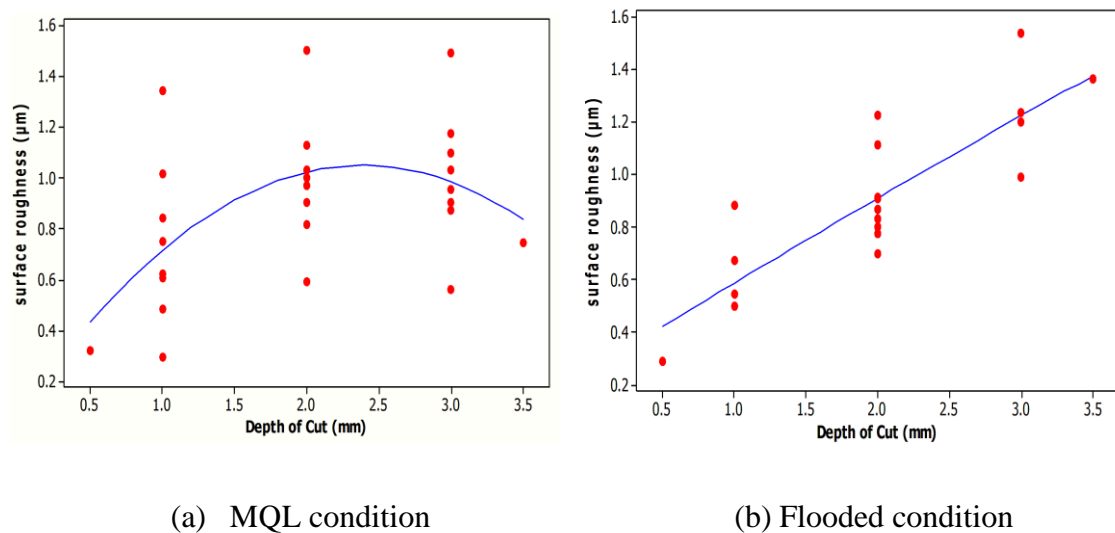 1.6
1.4
1.2
1.0
0.8
0.6
0.4
0.2
surface roughness (µm)
0.5 1.0 1.5 2.0 2.5 3.0 3.5
Depth of Cut (mm)
(a) MQL condition
1.6
1.4
1.2
1.0
0.8
0.6
0.4
0.2
surface roughness (µm)
0.5 1.0 1.5 2.0 2.5 3.0 3.5
Depth of Cut (mm)
(b) Flooded condition